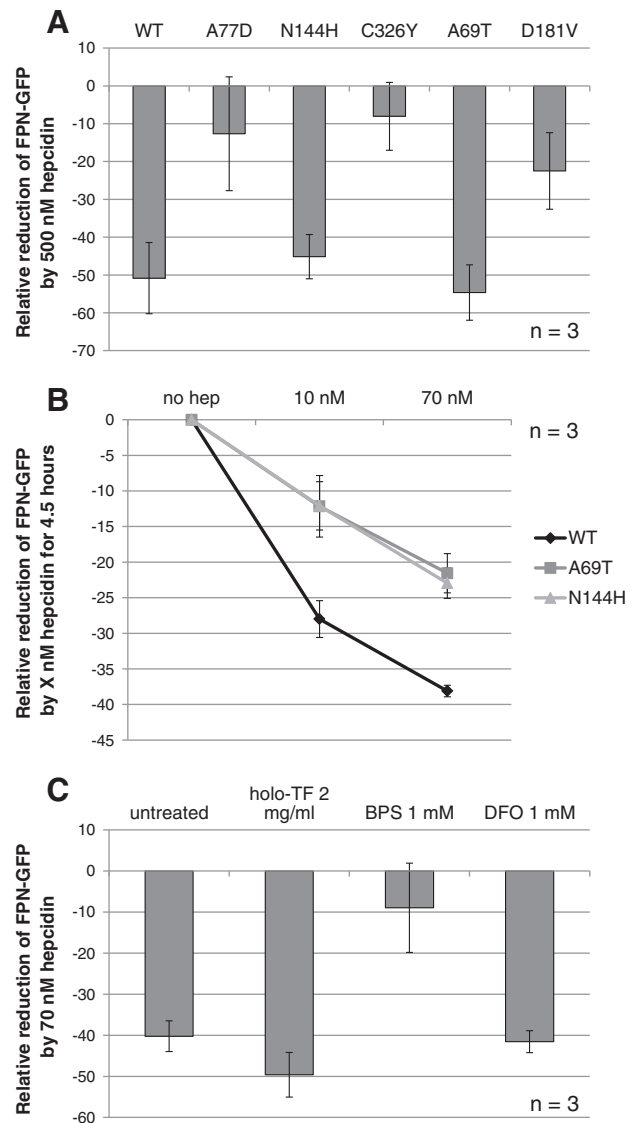 A
WT A77D N144H C326Y A69T D181V
10
0
-10
-20
-30
-40
-50
-60
-70
Relative reduction of FPN-GFP
by 500 nM hepcidin
n = 3
B
no hep 10 nM 70 nM
0
-5
-10
-15
-20
-25
-30
-35
-40
-45
Relative reduction of FPN-GFP
by X nM hepcidin for 4.5 hours
n = 3
WT
A69T
N144H
C
untreated holo-TF 2 mg/ml BPS 1 mM DFO 1 mM
10
0
-10
-20
-30
-40
-50
-60
Relative reduction of FPN-GFP
by 70 nM hepcidin
n = 3